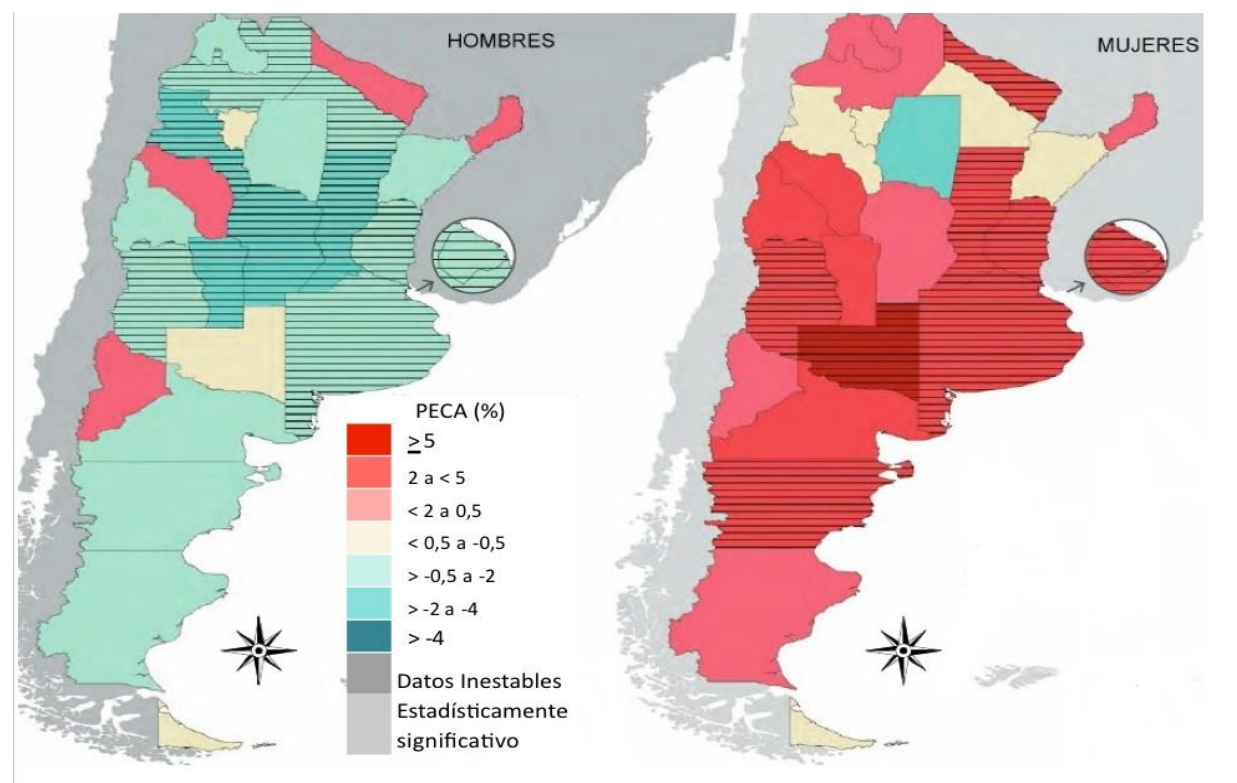 HOMBRES
MUJERES
PECA (%)
≥5
2 a < 5
< 2 a 0,5
< 0,5 a -0,5
> -0,5 a -2
> -2 a -4
> -4
Datos Inestables
Estadísticamente
significativo